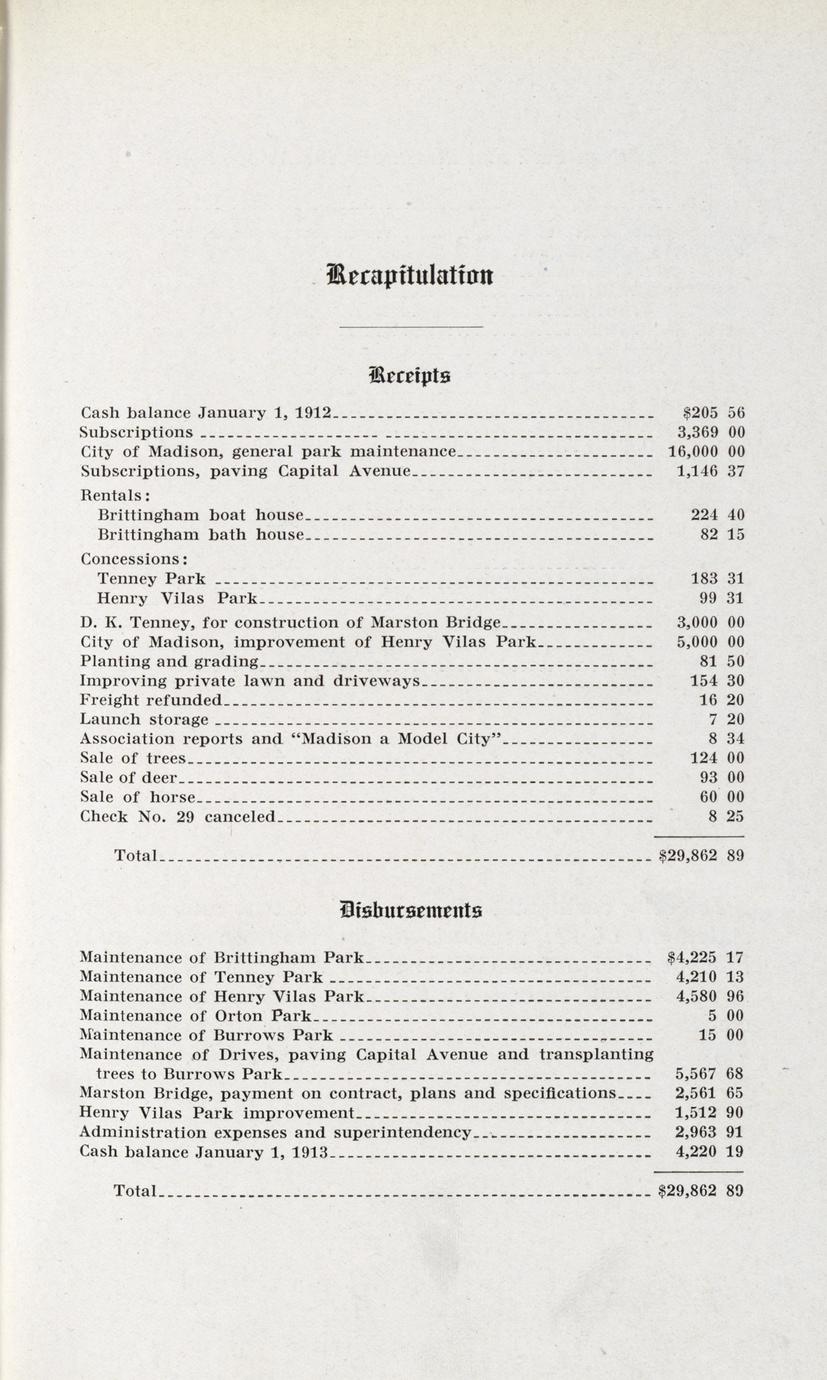 Recapitulation
Receipts
Cash balance January 1, 1912 $205 56
Subscriptions 3,369 00
City of Madison, general park maintenance 16,000 00
Subscriptions, paving Capital Avenue 1,146 37
Rentals:
Brittingham boat house 224 40
Brittingham bath house 82 15
Concessions:
Tenney Park 183 31
Henry Vilas Park 99 31
D. K. Tenney, for construction of Marston Bridge 3,000 00
City of Madison, improvement of Henry Vilas Park 5,000 00
Planting and grading 81 50
Improving private lawn and driveways 154 30
Freight refunded 16 20
Launch storage 7 20
Association reports and “Madison a Model City” 8 34
Sale of trees 124 00
Sale of deer 93 00
Sale of horse 60 00
Check No. 29 canceled 8 25
Total $29,862 89
Disbursements
Maintenance of Brittingham Park $4,225 17
Maintenance of Tenney Park 4,210 13
Maintenance of Henry Vilas Park 4,580 96
Maintenance of Orton Park 5 00
Maintenance of Burrows Park 15 00
Maintenance of Drives, paving Capital Avenue and transplanting
trees to Burrows Park 5,567 68
Marston Bridge, payment on contract, plans and specifications 2,561 65
Henry Vilas Park improvement 1,512 90
Administration expenses and superintendency 2,963 91
Cash balance January 1, 1913 4,220 19
Total $29,862 89